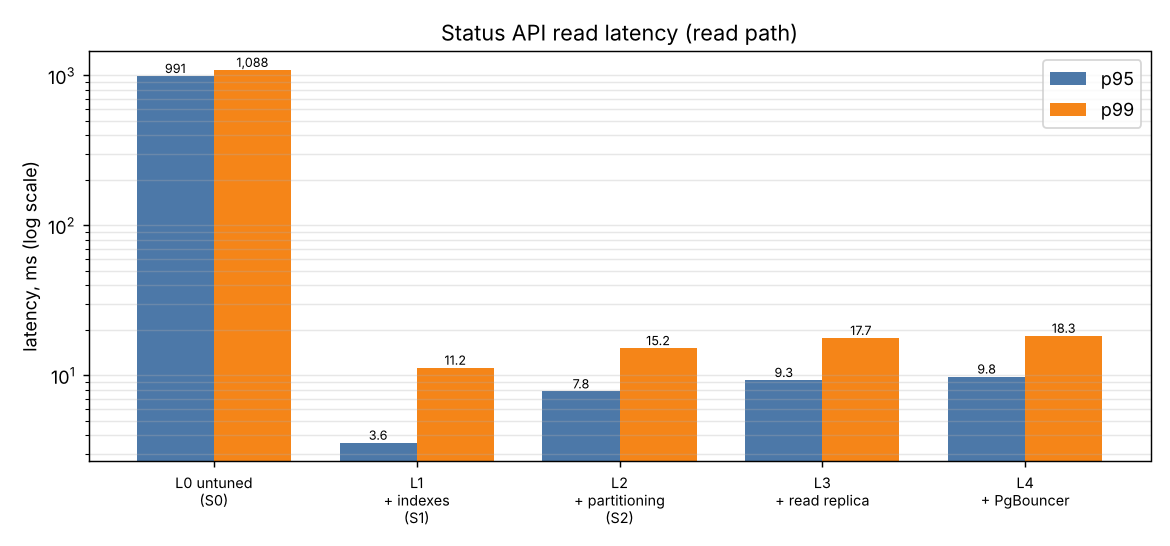 Status API read latency (read path)
latency, ms (log scale)
10³
10²
10¹
991
1,088
3.6
11.2
7.8
15.2
9.3
17.7
9.8
18.3
p95
p99
L0 untuned
(S0)
L1
+ indexes
(S1)
L2
+ partitioning
(S2)
L3
+ read replica
L4
+ PgBouncer